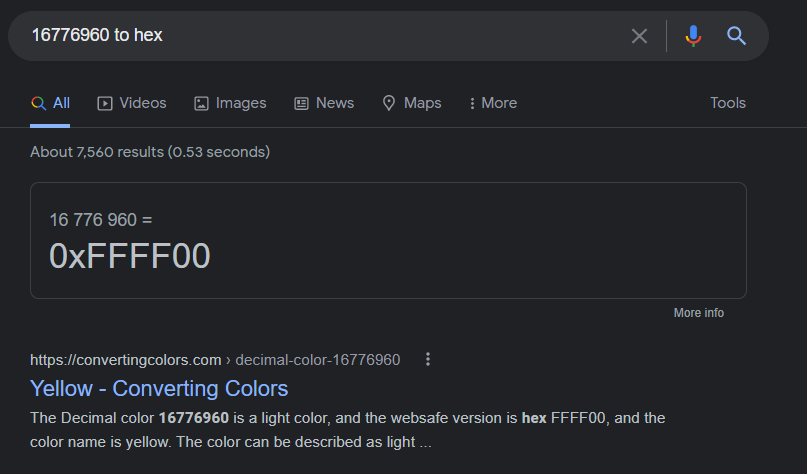 16776960 to hex
All Videos Images News Maps More Tools
About 7,560 results (0.53 seconds)
16 776 960 =
0xFFFF00
More info
https://convertingcolors.com › decimal-color-16776960
Yellow - Converting Colors
The Decimal color 16776960 is a light color, and the websafe version is hex FFFF00, and the
color name is yellow. The color can be described as light ...